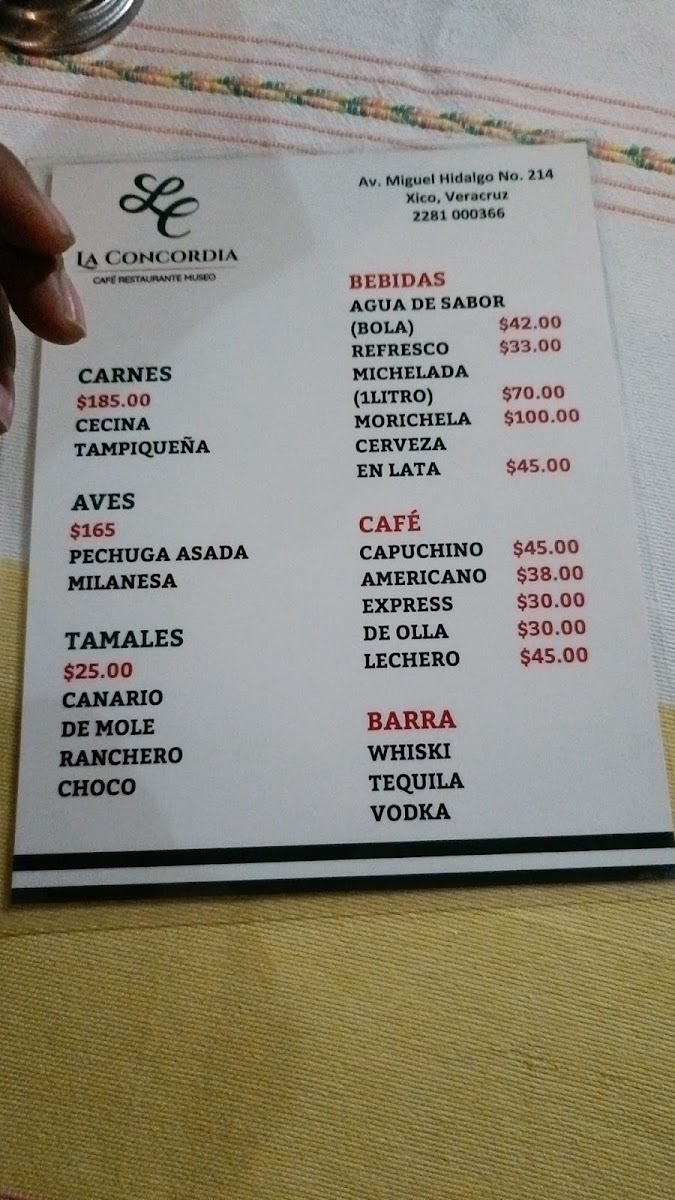 LC
LA CONCORDIA
CAFÉ RESTAURANTE MUSEO
Av. Miguel Hidalgo No. 214
Xico, Veracruz
2281 000366
CARNES
$185.00
CECINA
TAMPIQUEÑA
AVES
$165
PECHUGA ASADA
MILANESA
TAMALES
$25.00
CANARIO
DE MOLE
RANCHERO
CHOCO
BEBIDAS
AGUA DE SABOR
(BOLA) $42.00
REFRESCO $33.00
MICHELADA
(1LITRO) $70.00
MORICHELA $100.00
CERVEZA
EN LATA $45.00
CAFÉ
CAPUCHINO $45.00
AMERICANO $38.00
EXPRESS $30.00
DE OLLA $30.00
LECHERO $45.00
BARRA
WHISKI
TEQUILA
VODKA